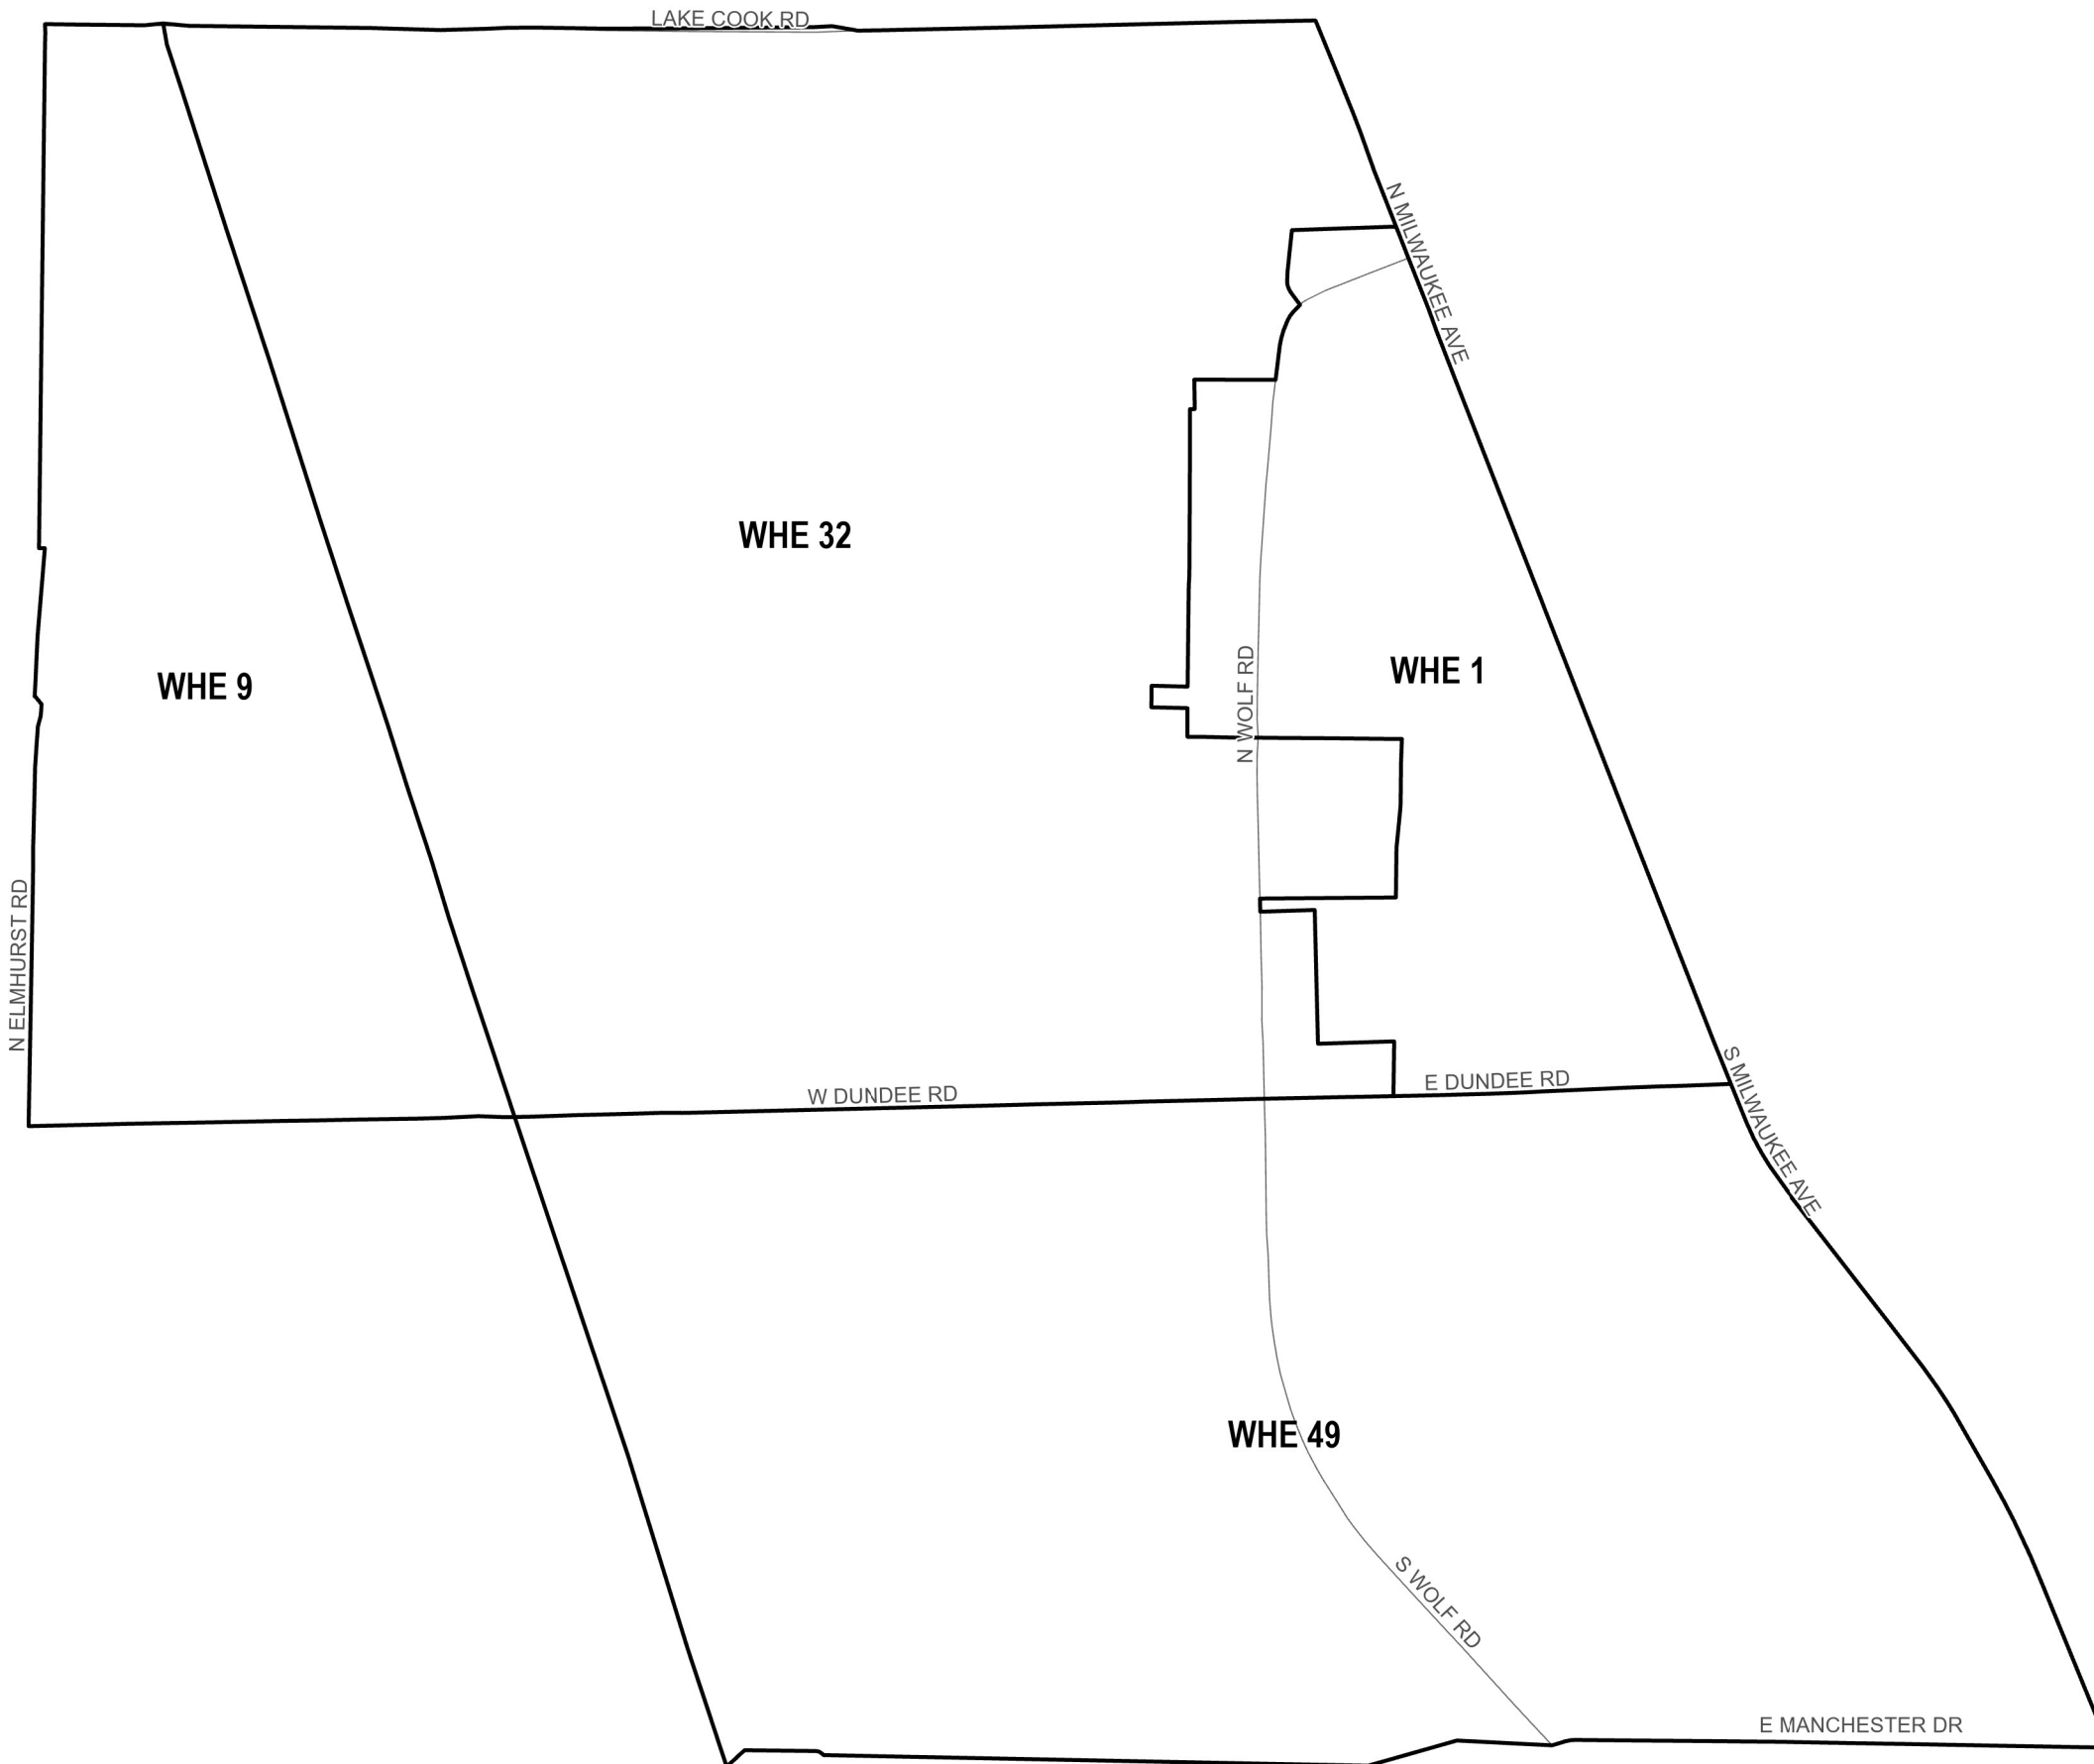 LAKE COOK RD
N MILWAUKEE AVE
WHE 32
WHE 1
WHE 9
N WOLF RD
N ELMHURST RD
W DUNDEE RD
E DUNDEE RD
S MILWAUKEE AVE
WHE 49
S WOLF RD
E MANCHESTER DR